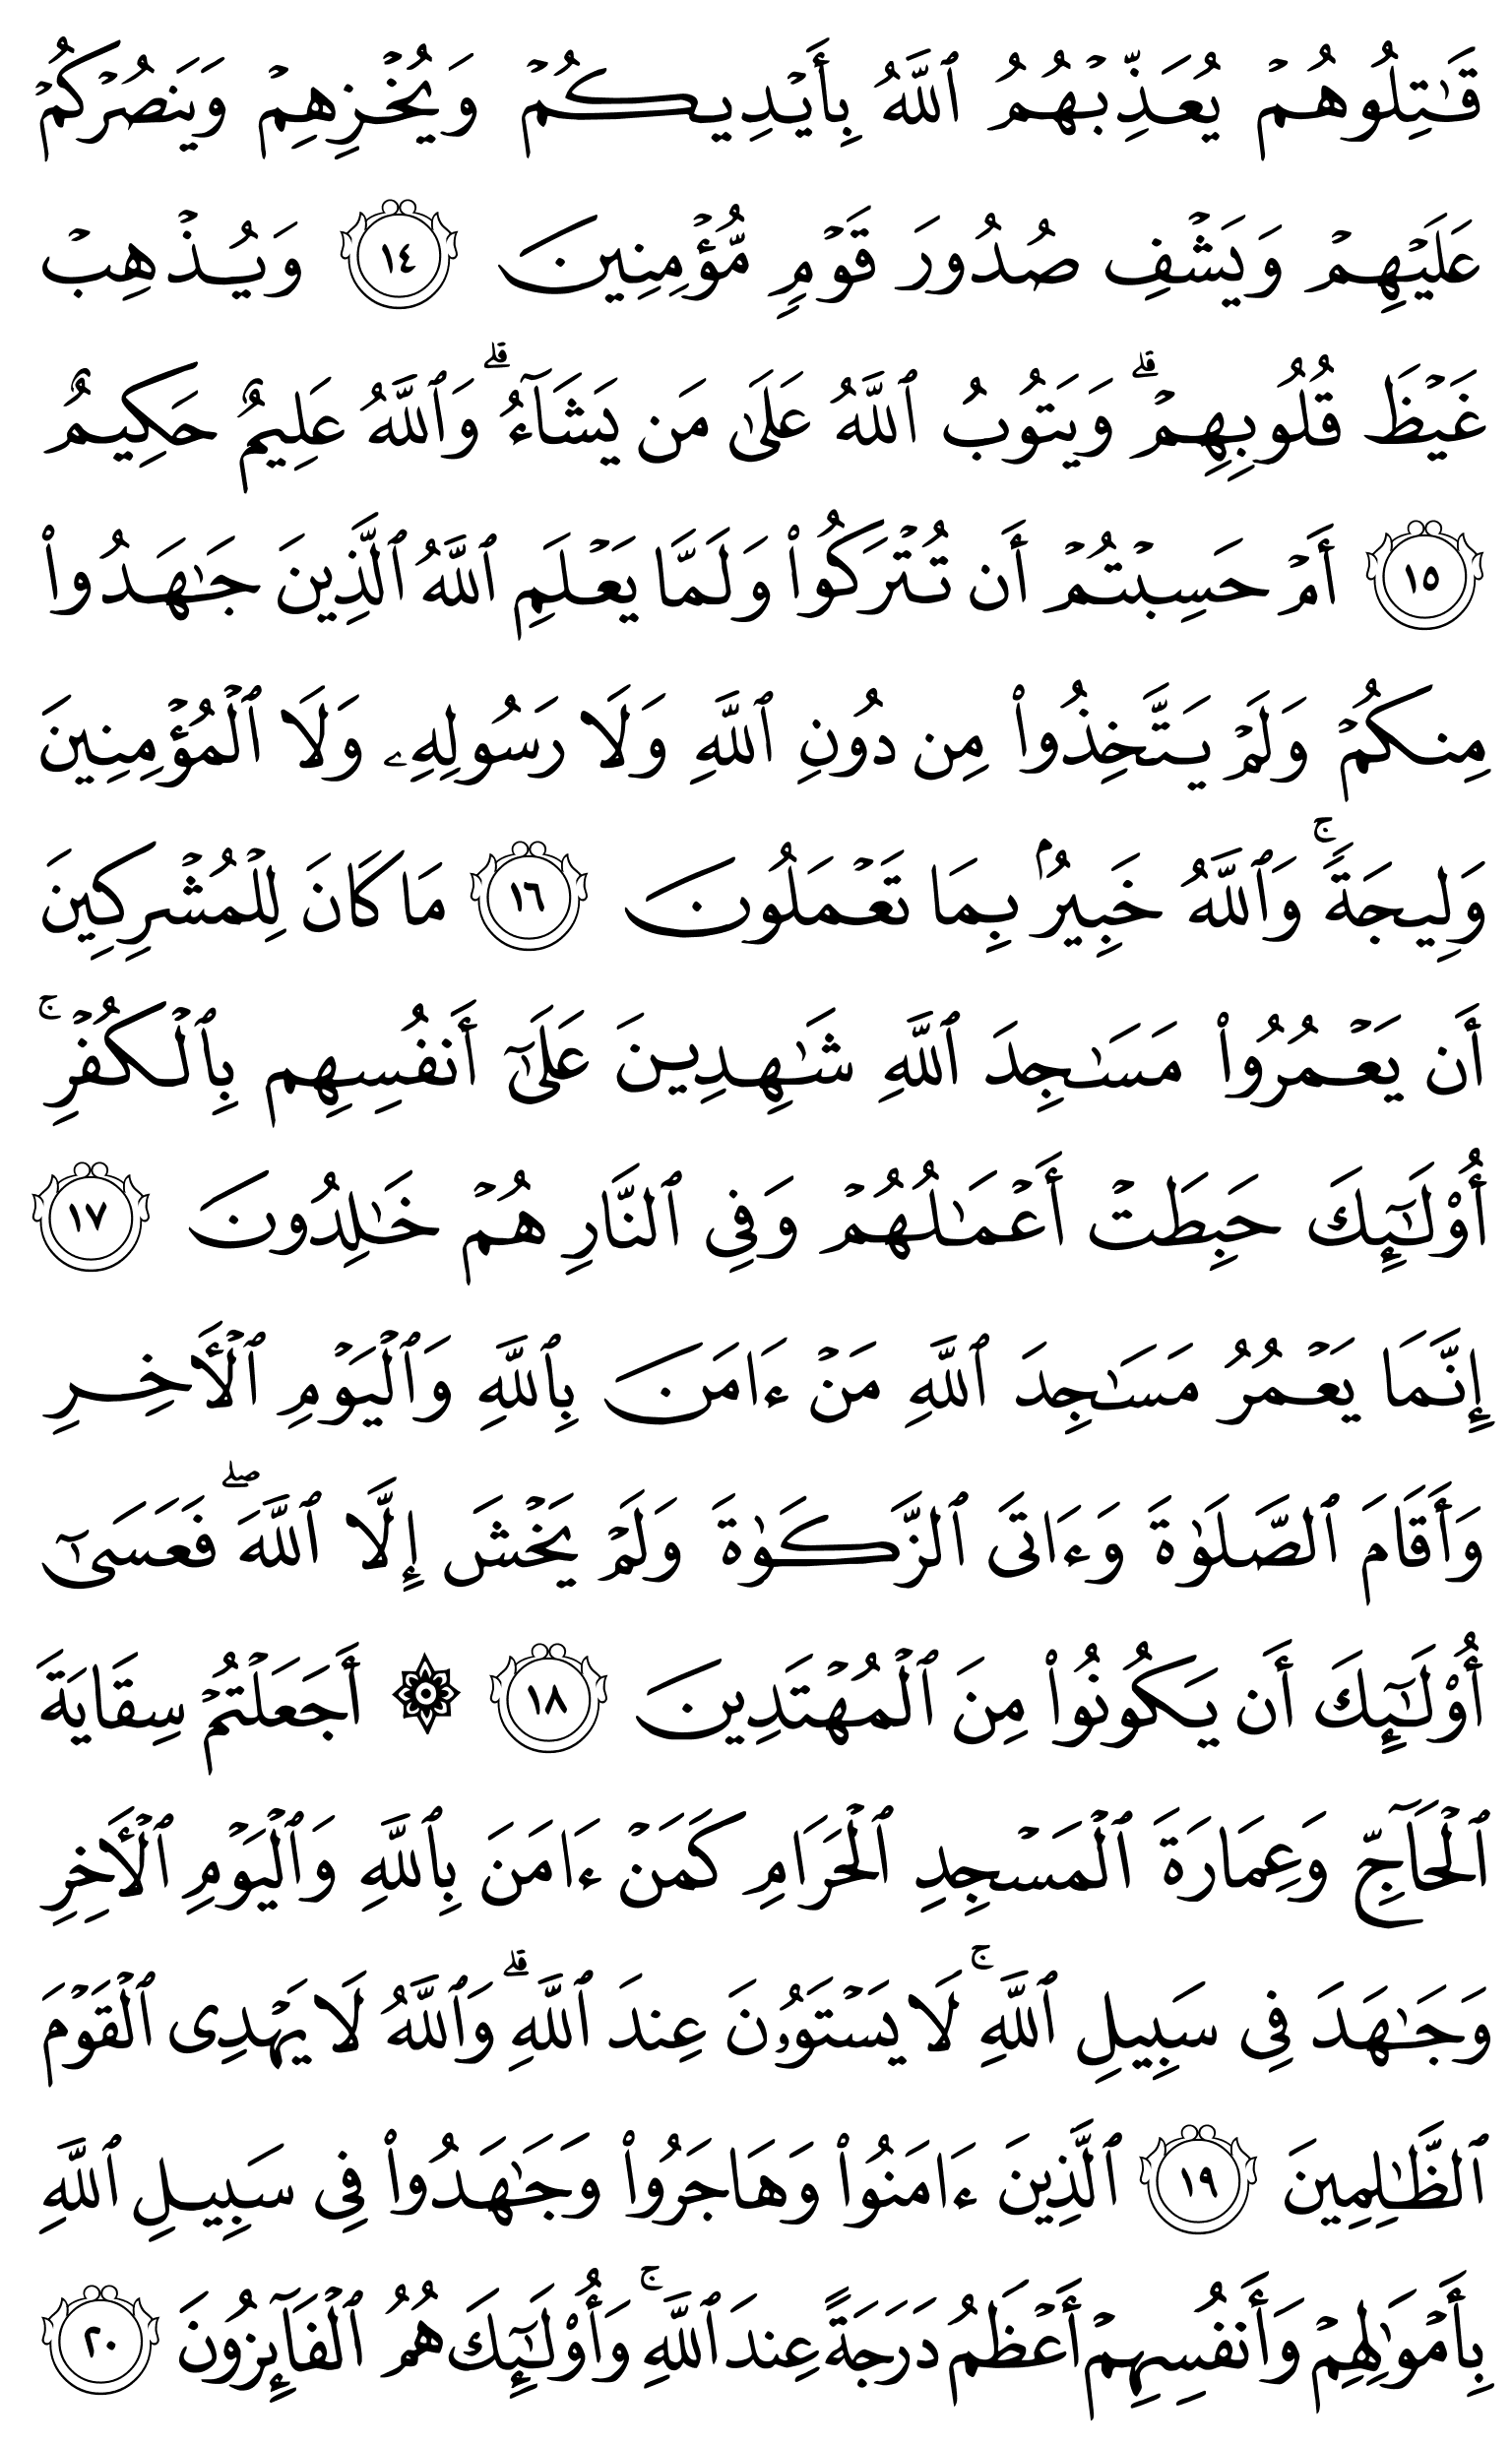 قَٰتِلُوهُمْ يُعَذِّبْهُمُ ٱللَّهُ بِأَيْدِيكُمْ وَيُخْزِهِمْ وَيَنصُرْكُمْ
عَلَيْهِمْ وَيَشْفِ صُدُورَ قَوْمٍ مُّؤْمِنِينَ ١٤ وَيُذْهِبْ
غَيْظَ قُلُوبِهِمْ ۗ وَيَتُوبُ ٱللَّهُ عَلَىٰ مَن يَشَآءُ ۗ وَٱللَّهُ عَلِيمٌ حَكِيمٌ
١٥ أَمْ حَسِبْتُمْ أَن تُتْرَكُوا۟ وَلَمَّا يَعْلَمِ ٱللَّهُ ٱلَّذِينَ جَٰهَدُوا۟
مِنكُمْ وَلَمْ يَتَّخِذُوا۟ مِن دُونِ ٱللَّهِ وَلَا رَسُولِهِۦ وَلَا ٱلْمُؤْمِنِينَ
وَلِيجَةً ۚ وَٱللَّهُ خَبِيرٌۢ بِمَا تَعْمَلُونَ ١٦ مَا كَانَ لِلْمُشْرِكِينَ
أَن يَعْمُرُوا۟ مَسَٰجِدَ ٱللَّهِ شَٰهِدِينَ عَلَىٰٓ أَنفُسِهِم بِٱلْكُفْرِ ۚ
أُو۟لَٰٓئِكَ حَبِطَتْ أَعْمَٰلُهُمْ وَفِى ٱلنَّارِ هُمْ خَٰلِدُونَ ١٧
إِنَّمَا يَعْمُرُ مَسَٰجِدَ ٱللَّهِ مَنْ ءَامَنَ بِٱللَّهِ وَٱلْيَوْمِ ٱلْأَخِرِ
وَأَقَامَ ٱلصَّلَوٰةَ وَءَاتَى ٱلزَّكَوٰةَ وَلَمْ يَخْشَ إِلَّا ٱللَّهَ ۖ فَعَسَىٰٓ
أُو۟لَٰٓئِكَ أَن يَكُونُوا۟ مِنَ ٱلْمُهْتَدِينَ ١٨ ۞ أَجَعَلْتُمْ سِقَايَةَ
ٱلْحَآجِّ وَعِمَارَةَ ٱلْمَسْجِدِ ٱلْحَرَامِ كَمَنْ ءَامَنَ بِٱللَّهِ وَٱلْيَوْمِ ٱلْأَخِرِ
وَجَٰهَدَ فِى سَبِيلِ ٱللَّهِ ۚ لَا يَسْتَوُۥنَ عِندَ ٱللَّهِ ۗ وَٱللَّهُ لَا يَهْدِى ٱلْقَوْمَ
ٱلظَّٰلِمِينَ ١٩ ٱلَّذِينَ ءَامَنُوا۟ وَهَاجَرُوا۟ وَجَٰهَدُوا۟ فِى سَبِيلِ ٱللَّهِ
بِأَمْوَٰلِهِمْ وَأَنفُسِهِمْ أَعْظَمُ دَرَجَةً عِندَ ٱللَّهِ ۚ وَأُو۟لَٰٓئِكَ هُمُ ٱلْفَآئِزُونَ ٢٠